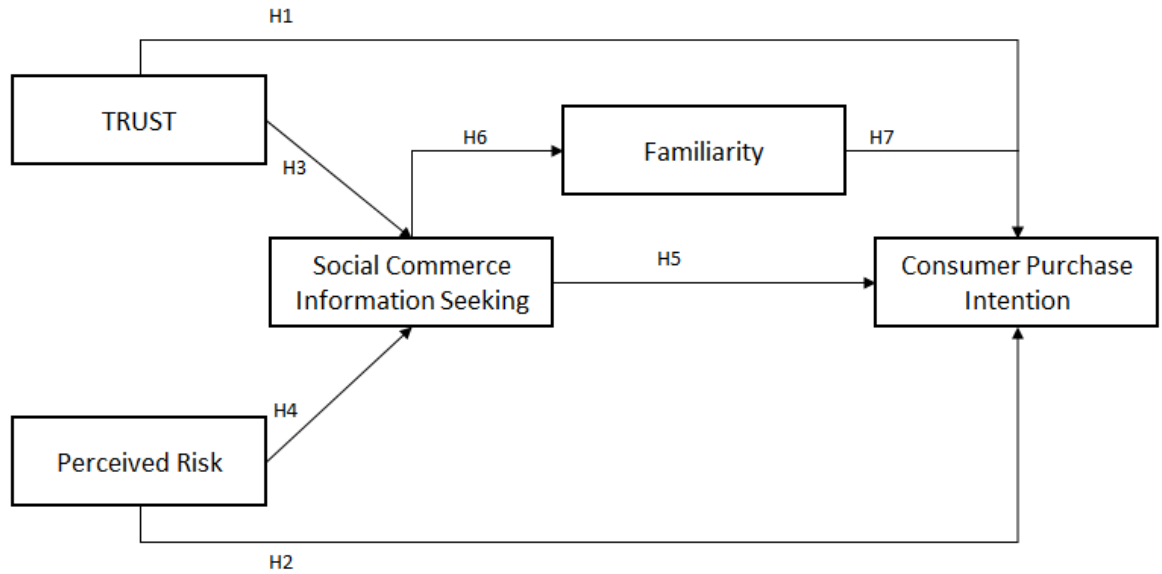 H1
TRUST
H6
Familiarity
H7
H3
Social Commerce
Information Seeking
H5
Consumer Purchase
Intention
H4
Perceived Risk
H2